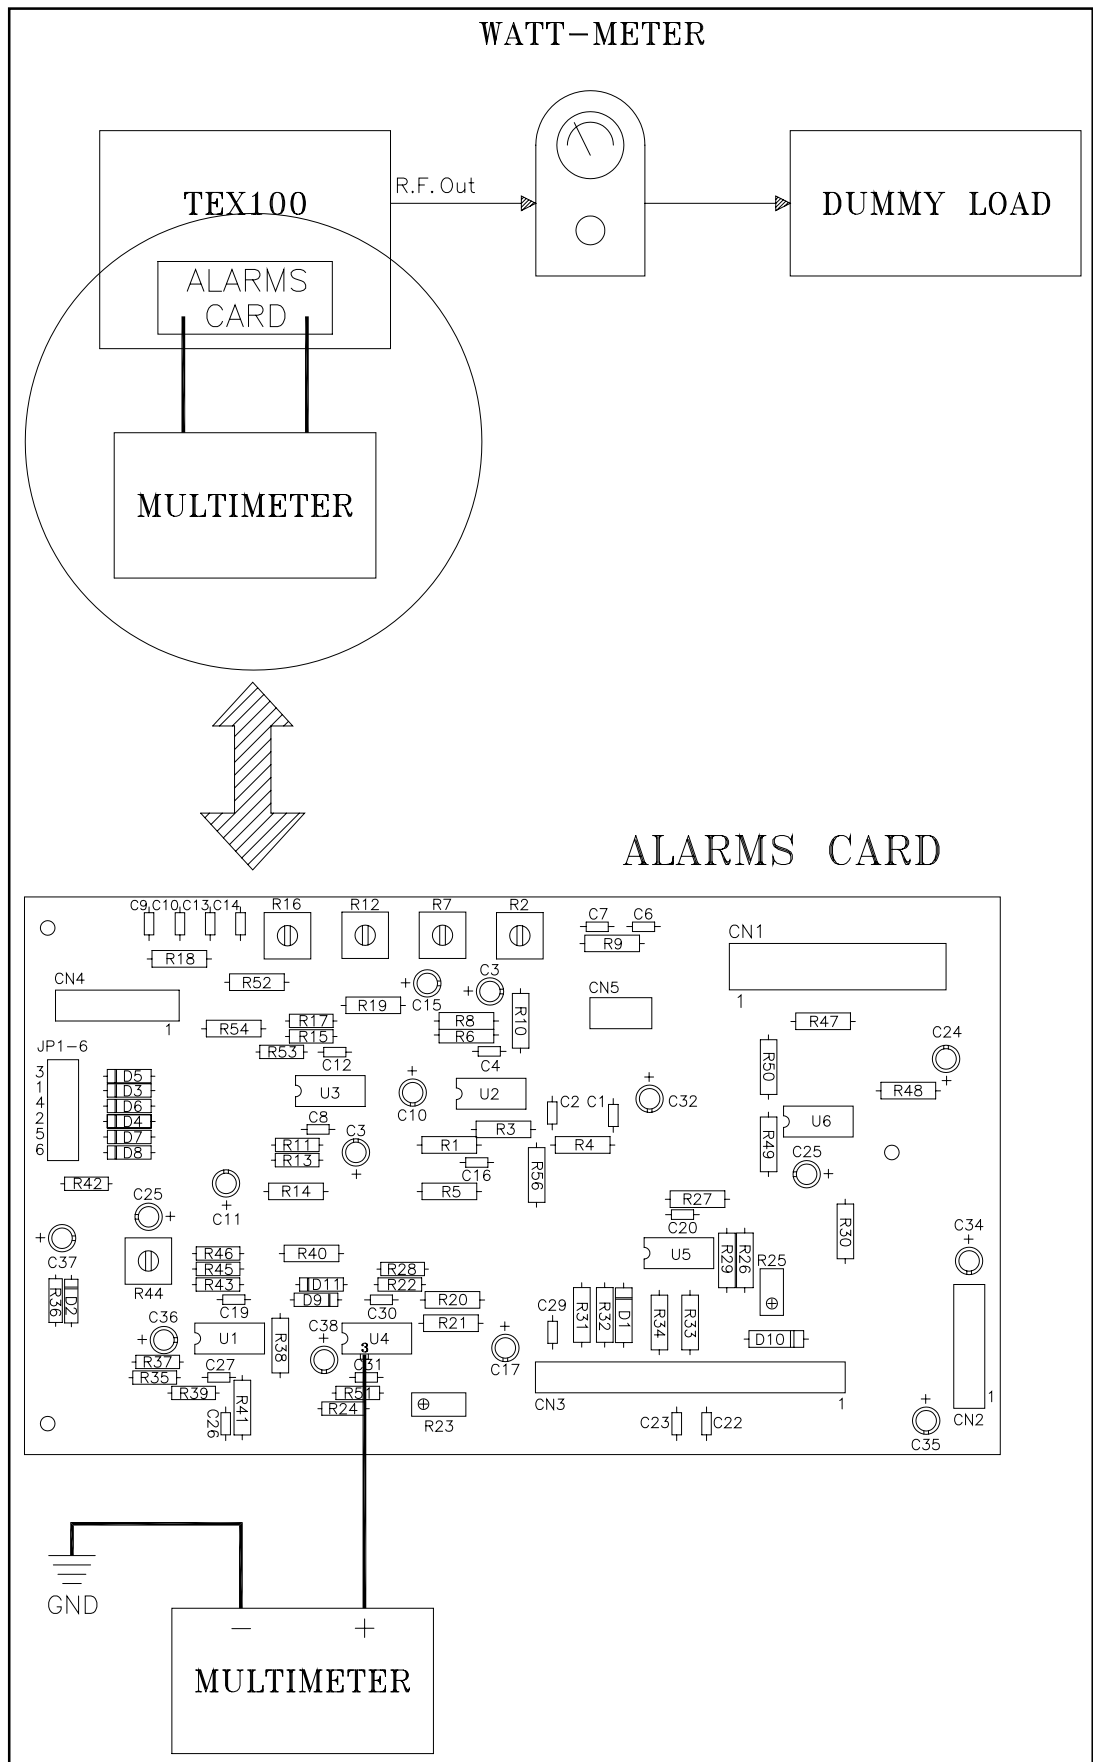 WATT-METER
TEX100
R.F. Out
DUMMY LOAD
ALARMS
CARD
MULTIMETER
ALARMS CARD
C9 C10 C13 C14
R16
R12
R7
R2
C7
C6
R9
CN1
1
R18
CN4
1
R52
+
C15
+
C3
CN5
R19
R10
R54
R17
R15
R8
R6
R47
R53
C12
C4
R50
C24
+
JP1-6
3
1
4
2
5
6
D5
D3
D6
D4
D7
D8
U3
C10
U2
+
C32
R48
C2
C1
U6
C8
R3
R11
R13
C3
+
R1
R4
R49
C16
R56
C25
+
R42
R14
R5
C11
+
R27
C20
C25
+
R30
+
C37
R46
R45
R43
R40
R28
R22
U5
R29
R26
R25
C34
+
R44
R36
D2
D11
D9
C19
C30
R20
R21
C29
R31
R32
D1
R34
R33
C36
+
U1
R38
C38
+
U4
3
+
C17
D10
R37
R35
C27
C31
R39
R41
R51
R24
C26
R23
CN3
1
C23
C22
1
CN2
+
C35
GND
−
+
MULTIMETER